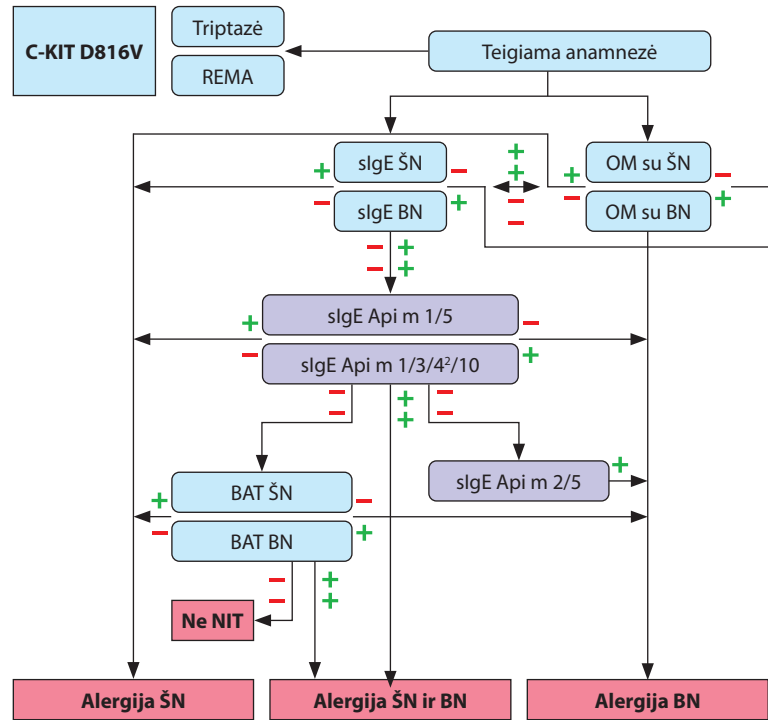 C-KIT D816V
Triptazė
REMA
Teigiama anamnezė
sIgE ŠN
sIgE BN
OM su ŠN
OM su BN
sIgE Api m 1/5
sIgE Api m 1/3/4²/10
BAT ŠN
BAT BN
sIgE Api m 2/5
Ne NIT
Alergija ŠN
Alergija ŠN ir BN
Alergija BN